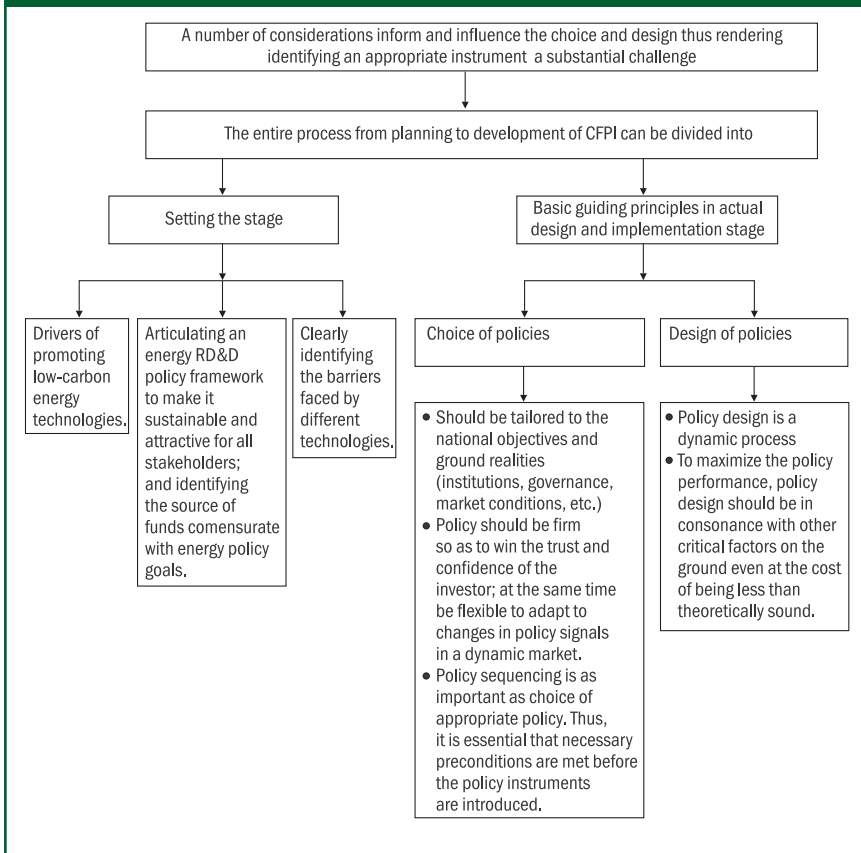 A number of considerations inform and influence the choice and design thus rendering
identifying an appropriate instrument a substantial challenge
The entire process from planning to development of CFPI can be divided into
Setting the stage
Basic guiding principles in actual
design and implementation stage
Drivers of
promoting
low-carbon
energy
technologies.
Articulating an
energy RD&D
policy framework
to make it
sustainable and
attractive for all
stakeholders;
and identifying
the source of
funds comensurate
with energy policy
goals.
Clearly
identifying
the barriers
faced by
different
technologies.
Choice of policies
Design of policies
• Should be tailored to the
national objectives and
ground realities
(institutions, governance,
market conditions, etc.)
• Policy should be firm
so as to win the trust and
confidence of the
investor; at the same time
be flexible to adapt to
changes in policy signals
in a dynamic market.
• Policy sequencing is as
important as choice of
appropriate policy. Thus,
it is essential that necessary
preconditions are met before
the policy instruments
are introduced.
• Policy design is a
dynamic process
• To maximize the policy
performance, policy
design should be in
consonance with other
critical factors on the
ground even at the cost
of being less than
theoretically sound.